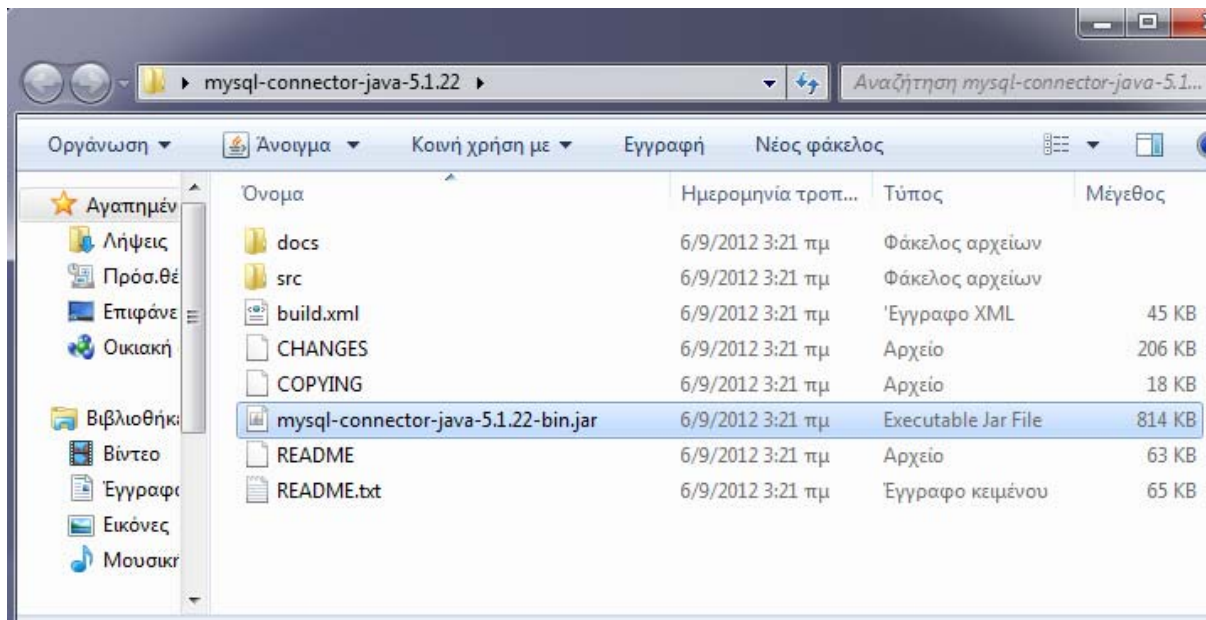 mysql-connector-java-5.1.22
Αναζήτηση mysql-connector-java-5.1...
Οργάνωση Άνοιγμα Κοινή χρήση με Εγγραφή Νέος φάκελος
Αγαπημέν
Λήψεις
Πρόσ.θέ
Επιφάνε
Οικιακή
Βιβλιοθήκ
Βίντεο
Έγγραφ
Εικόνες
Μουσικ
Όνομα Ημερομηνία τροπ... Τύπος Μέγεθος
docs 6/9/2012 3:21 πμ Φάκελος αρχείων
src 6/9/2012 3:21 πμ Φάκελος αρχείων
build.xml 6/9/2012 3:21 πμ Έγγραφο XML 45 KB
CHANGES 6/9/2012 3:21 πμ Αρχείο 206 KB
COPYING 6/9/2012 3:21 πμ Αρχείο 18 KB
mysql-connector-java-5.1.22-bin.jar 6/9/2012 3:21 πμ Executable Jar File 814 KB
README 6/9/2012 3:21 πμ Αρχείο 63 KB
README.txt 6/9/2012 3:21 πμ Έγγραφο κειμένου 65 KB